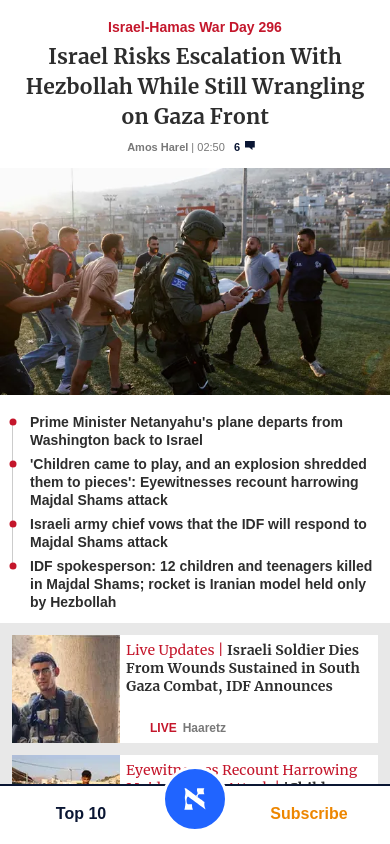 Israel-Hamas War Day 296
Israel Risks Escalation With
Hezbollah While Still Wrangling
on Gaza Front
Amos Harel | 02:50 6
Prime Minister Netanyahu's plane departs from
Washington back to Israel
'Children came to play, and an explosion shredded
them to pieces': Eyewitnesses recount harrowing
Majdal Shams attack
Israeli army chief vows that the IDF will respond to
Majdal Shams attack
IDF spokesperson: 12 children and teenagers killed
in Majdal Shams; rocket is Iranian model held only
by Hezbollah
Live Updates | Israeli Soldier Dies
From Wounds Sustained in South
Gaza Combat, IDF Announces
LIVE Haaretz
Recount Harrowing
Top 10
Subscribe